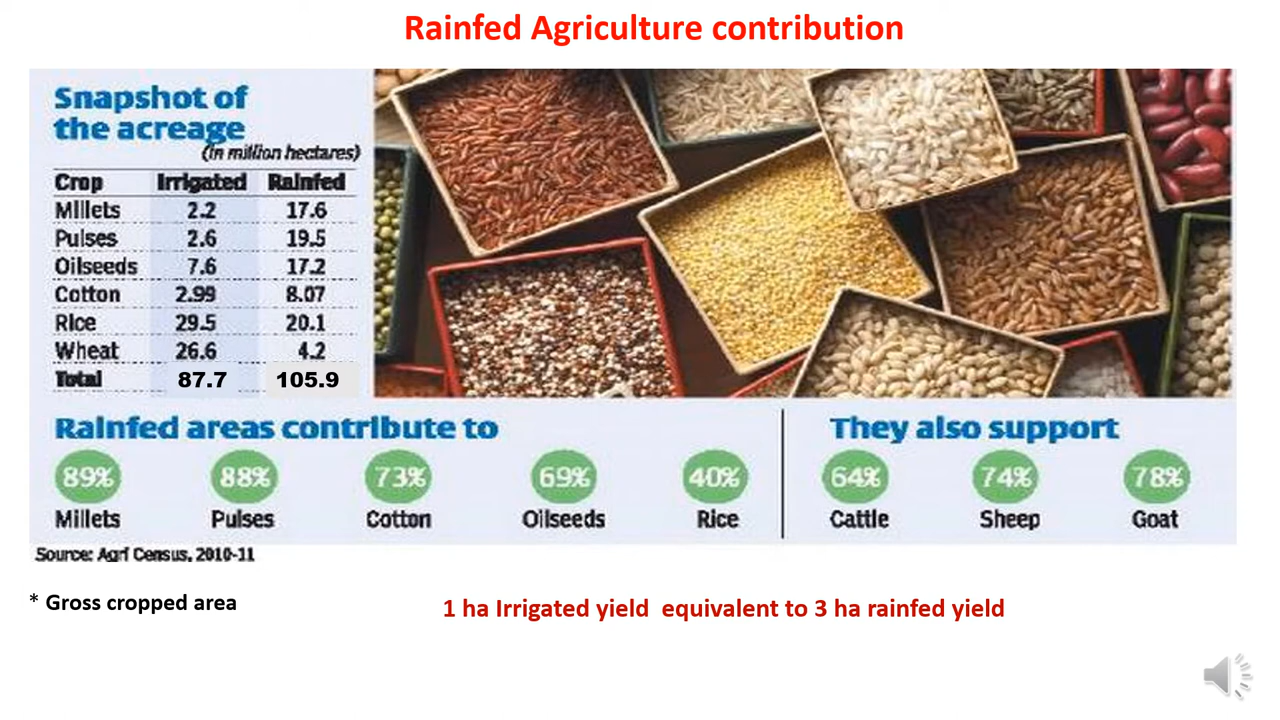 Rainfed Agriculture contribution
Snapshot of
the acreage
(in million hectares)
Crop Irrigated Rainfed
Millets 2.2 17.6
Pulses 2.6 19.5
Oilseeds 7.6 17.2
Cotton 2.99 8.07
Rice 29.5 20.1
Wheat 26.6 4.2
Total 87.7 105.9
Rainfed areas contribute to
89% 88% 73% 69% 40%
Millets Pulses Cotton Oilseeds Rice
They also support
64% 74% 78%
Cattle Sheep Goat
Source: Agri Census, 2010-11
* Gross cropped area
1 ha Irrigated yield equivalent to 3 ha rainfed yield